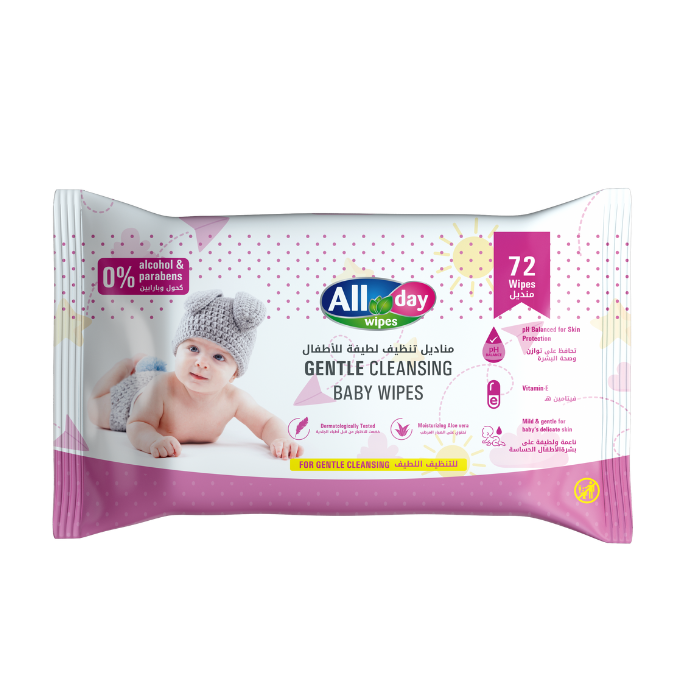 0%
alcohol &
parabens
كحول وبارابين
All day
wipes
مناديل تنظيف لطيفة للأطفال
GENTLE CLEANSING
BABY WIPES
Dermatologically Tested
Moisturizing Aloe vera
FOR GENTLE CLEANSING للتنظيف اللطيف
72
Wipes
منديل
pH
BALANCE
pH Balanced for Skin
Protection
تحافظ على توازن
وصحة البشرة
e
Vitamin-E
فيتامين هـ
Mild & gentle for
baby's delicate skin
ناعمة ولطيفة على
بشرة الأطفال الحساسة